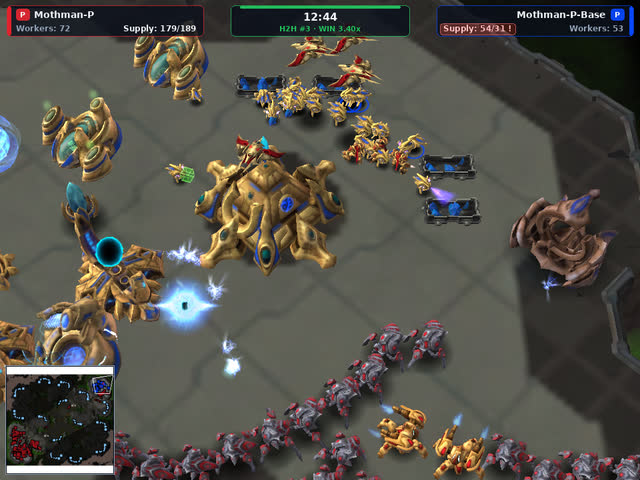 P Mothman-P
Workers: 72 Supply: 179/189
12:44
H2H #3 · WIN 3.40x
Mothman-P-Base P
Supply: 54/31 ! Workers: 53